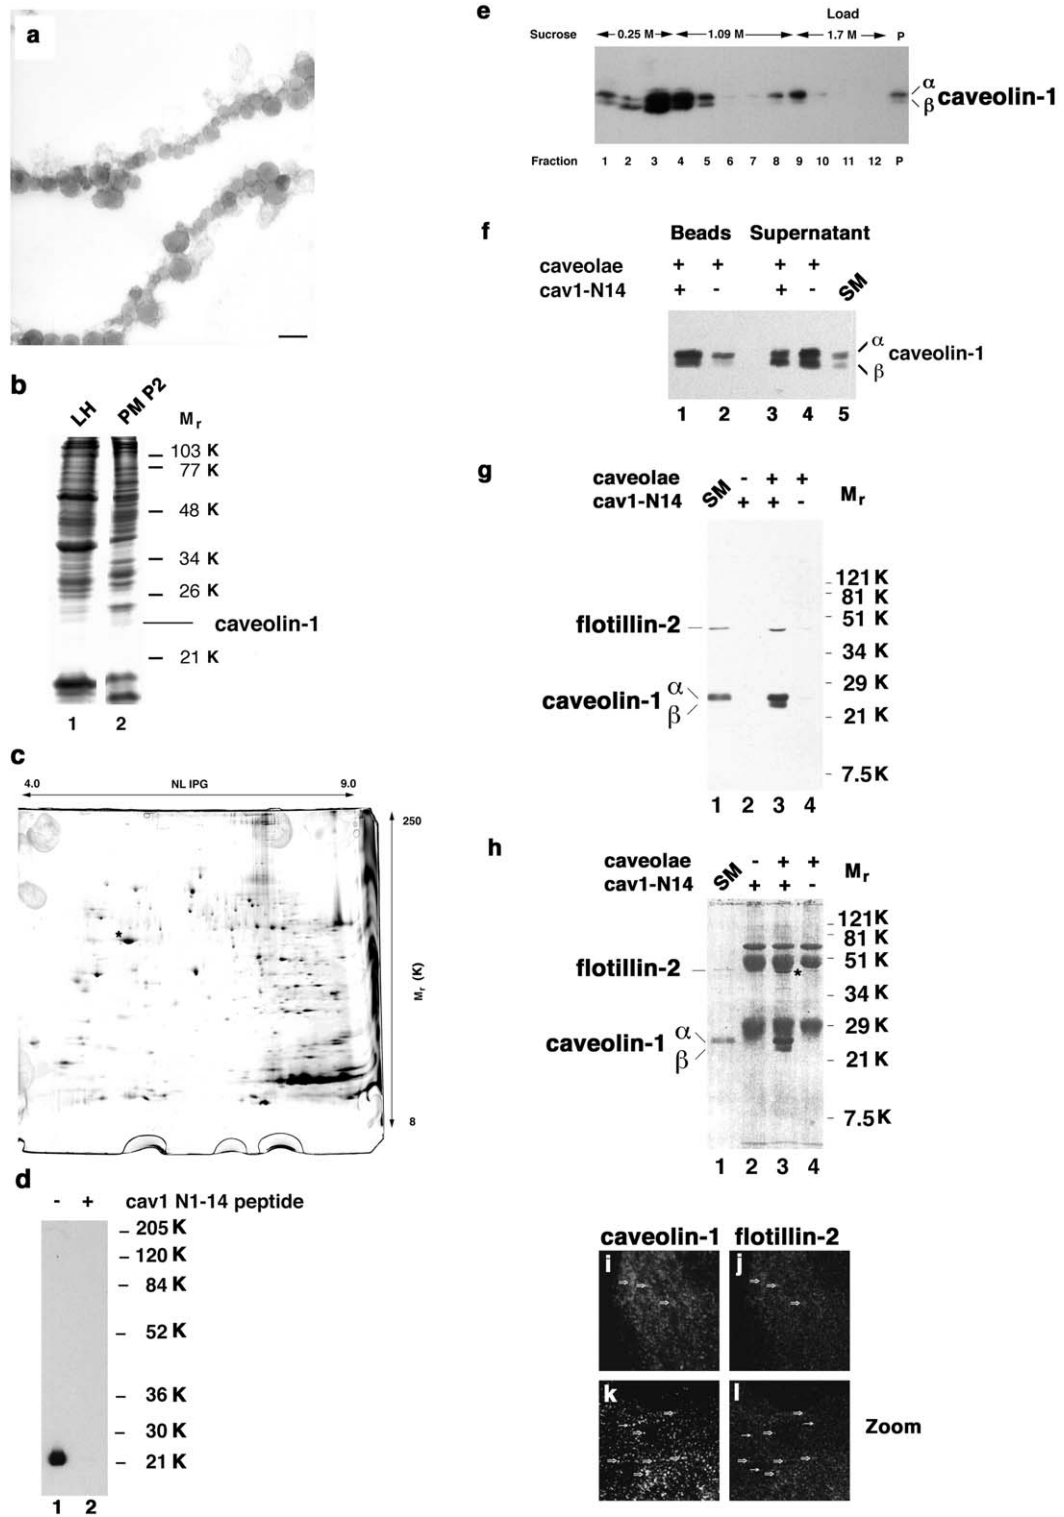 a
b
LH
PM P2
Mr
103 K
77 K
48 K
34 K
26 K
caveolin-1
21 K
1 2
c
4.0 NL IPG 9.0
250
*
Mr (K)
8
d
- + cav1 N1-14 peptide
205 K
120 K
84 K
52 K
36 K
30 K
21 K
1 2
e
Load
Sucrose 0.25 M 1.09 M 1.7 M P
α
β
caveolin-1
Fraction 1 2 3 4 5 6 7 8 9 10 11 12 P
f
Beads Supernatant
caveolae + + + +
cav1-N14 + - + - SM
α
caveolin-1
β
1 2 3 4 5
g
caveolae - + +
cav1-N14 SM + + - Mr
121 K
81 K
flotillin-2 51 K
34 K
29 K
caveolin-1 α
β
21 K
7.5 K
1 2 3 4
h
caveolae - + +
cav1-N14 SM + + - Mr
121 K
81 K
51 K
flotillin-2 *
34 K
29 K
caveolin-1 α
β
21 K
7.5 K
1 2 3 4
caveolin-1 flotillin-2
i j
k l
Zoom